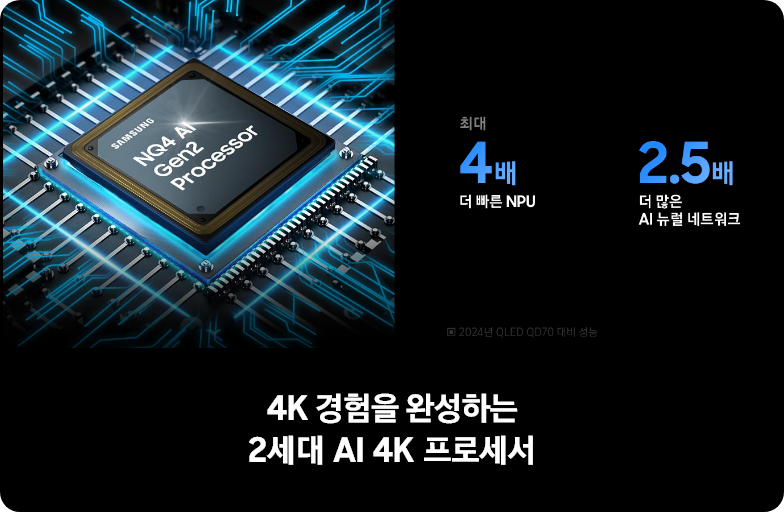 SAMSUNG
NQ4 AI
Gen2
Processor
최대
4배
더 빠른 NPU
2.5배
더 많은
AI 뉴럴 네트워크
▣ 2024년 QLED QD70 대비 성능
4K 경험을 완성하는
2세대 AI 4K 프로세서